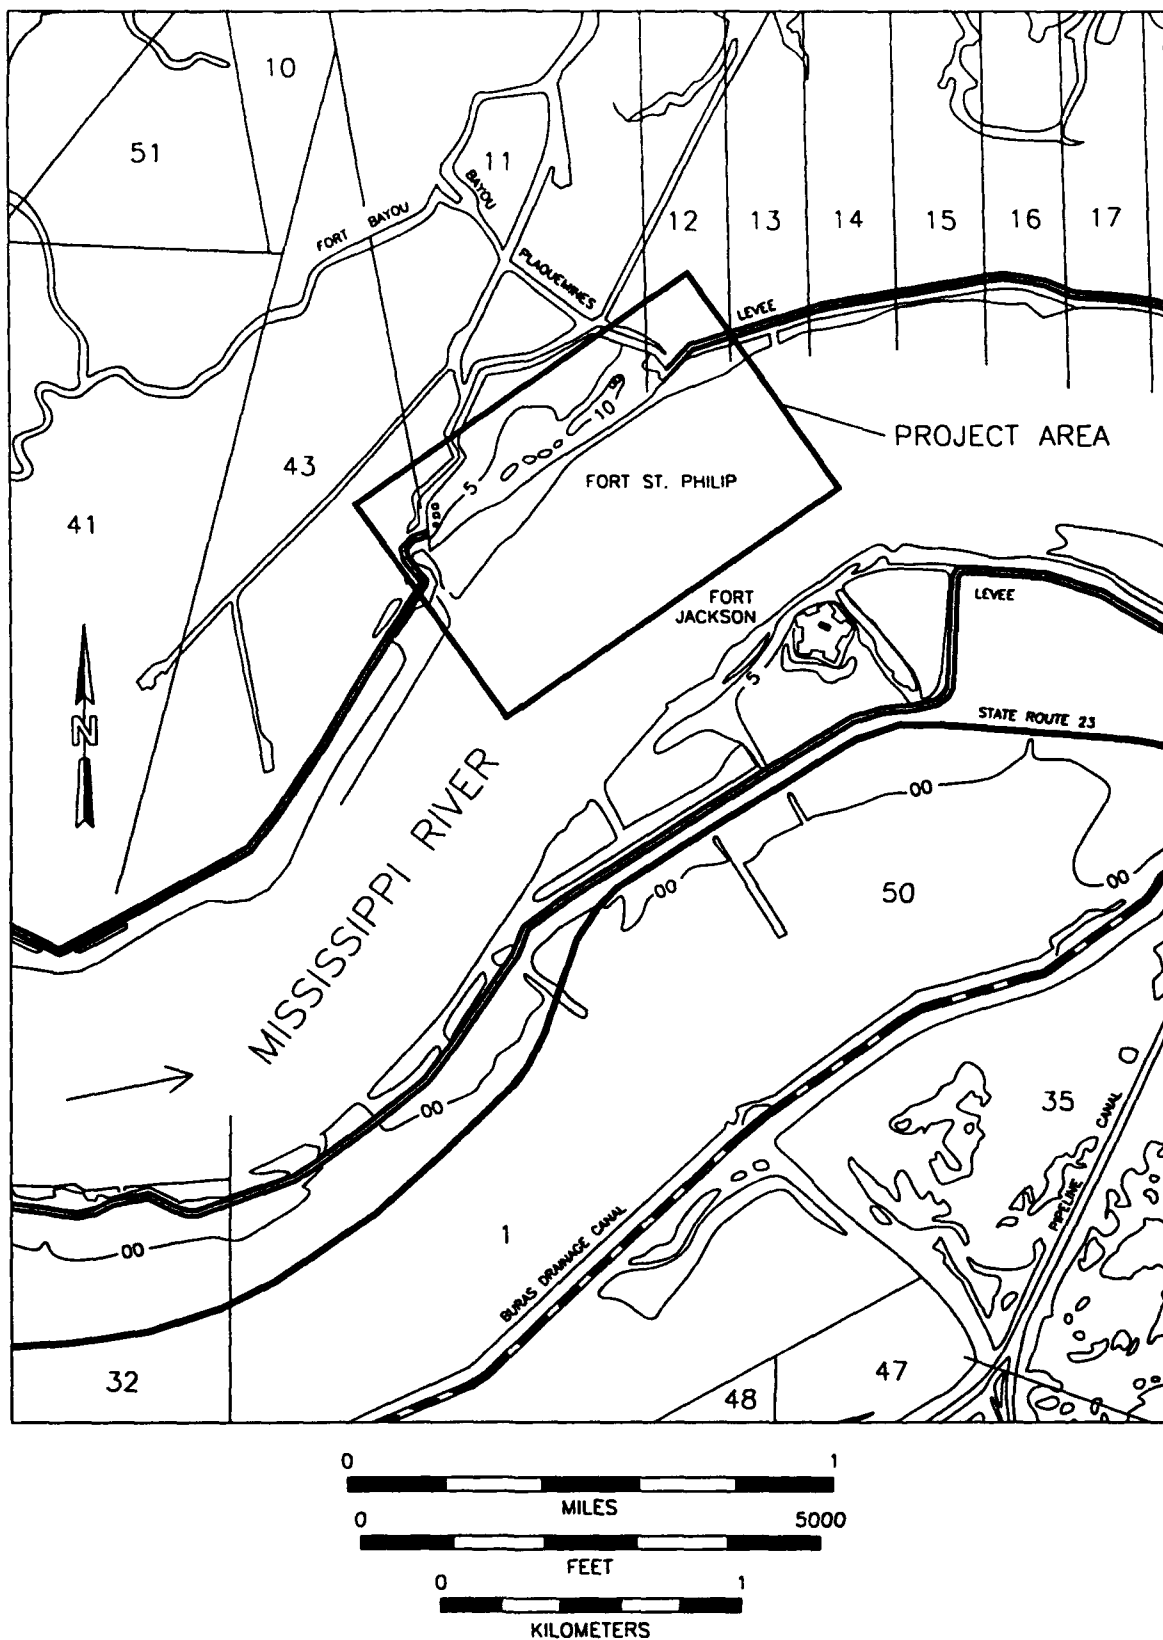 10
51
11
FORT BAYOU
BAYOU
PLAQUEMINES
12
13
14
15
16
17
LEVEE
PROJECT AREA
10
5
FORT ST. PHILIP
43
41
FORT
JACKSON
LEVEE
5
N
STATE ROUTE 23
MISSISSIPPI RIVER
00
00
00
50
00
35
PIPELINE CANAL
1
BURAS DRAINAGE CANAL
00
32
47
48
0 1
MILES
0 5000
FEET
0 1
KILOMETERS